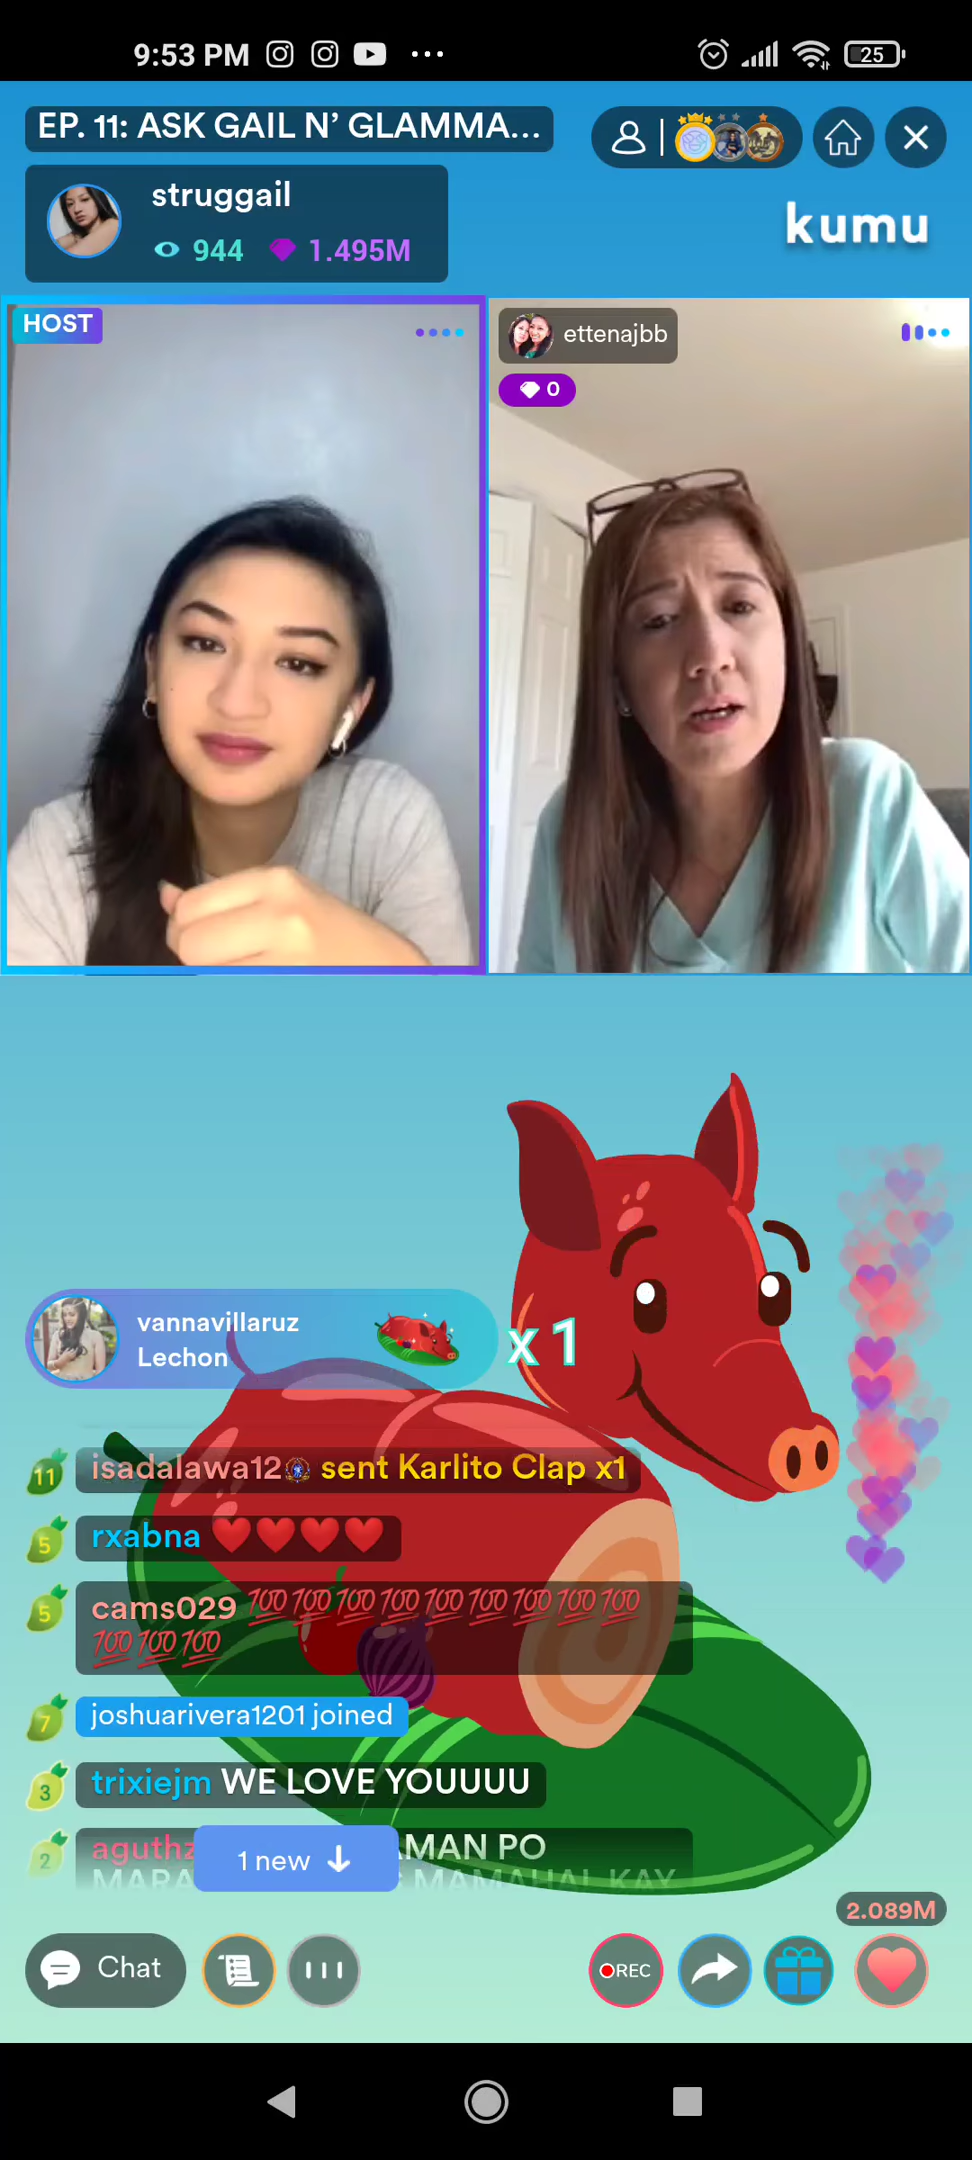 9:53 PM
25
EP. 11: ASK GAIL N’ GLAMMA...
struggail
944 1.495M
kumu
HOST
ettenajbb
0
vannavillaruz
Lechon
x 1
11 isadalawa12 sent Karlito Clap x1
5 rxabna ❤️❤️❤️❤️
5 cams029 💯💯💯💯💯💯💯💯💯
💯💯💯
7 joshuarivera1201 joined
3 trixiejm WE LOVE YOUUUU
2 PO
MAMAHAL KAY
1 new
2.089M
Chat
REC